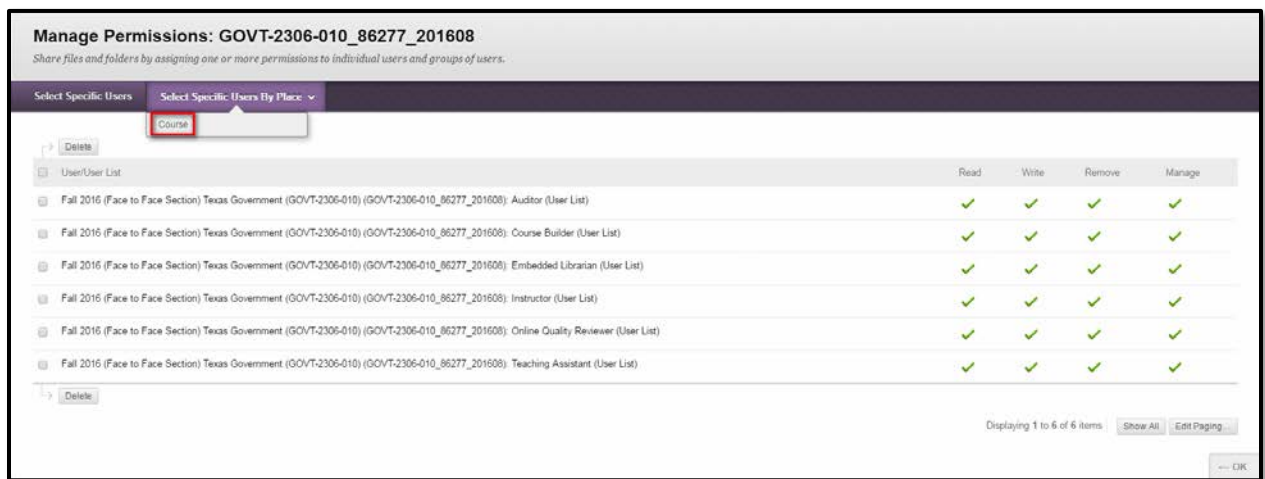 Manage Permissions: GOVT-2306-010_86277_201608
Share files and folders by assigning one or more permissions to individual users and groups of users.
Select Specific Users Select Specific Users By Place
Course
Delete
User/User List Read Write Remove Manage
Fall 2016 (Face to Face Section) Texas Government (GOVT-2306-010) (GOVT-2306-010_86277_201608): Auditor (User List)
Fall 2016 (Face to Face Section) Texas Government (GOVT-2306-010) (GOVT-2306-010_86277_201608): Course Builder (User List)
Fall 2016 (Face to Face Section) Texas Government (GOVT-2306-010) (GOVT-2306-010_86277_201608): Embedded Librarian (User List)
Fall 2016 (Face to Face Section) Texas Government (GOVT-2306-010) (GOVT-2306-010_86277_201608): Instructor (User List)
Fall 2016 (Face to Face Section) Texas Government (GOVT-2306-010) (GOVT-2306-010_86277_201608): Online Quality Reviewer (User List)
Fall 2016 (Face to Face Section) Texas Government (GOVT-2306-010) (GOVT-2306-010_86277_201608): Teaching Assistant (User List)
Delete
Displaying 1 to 6 of 6 items Show All Edit Paging...
OK